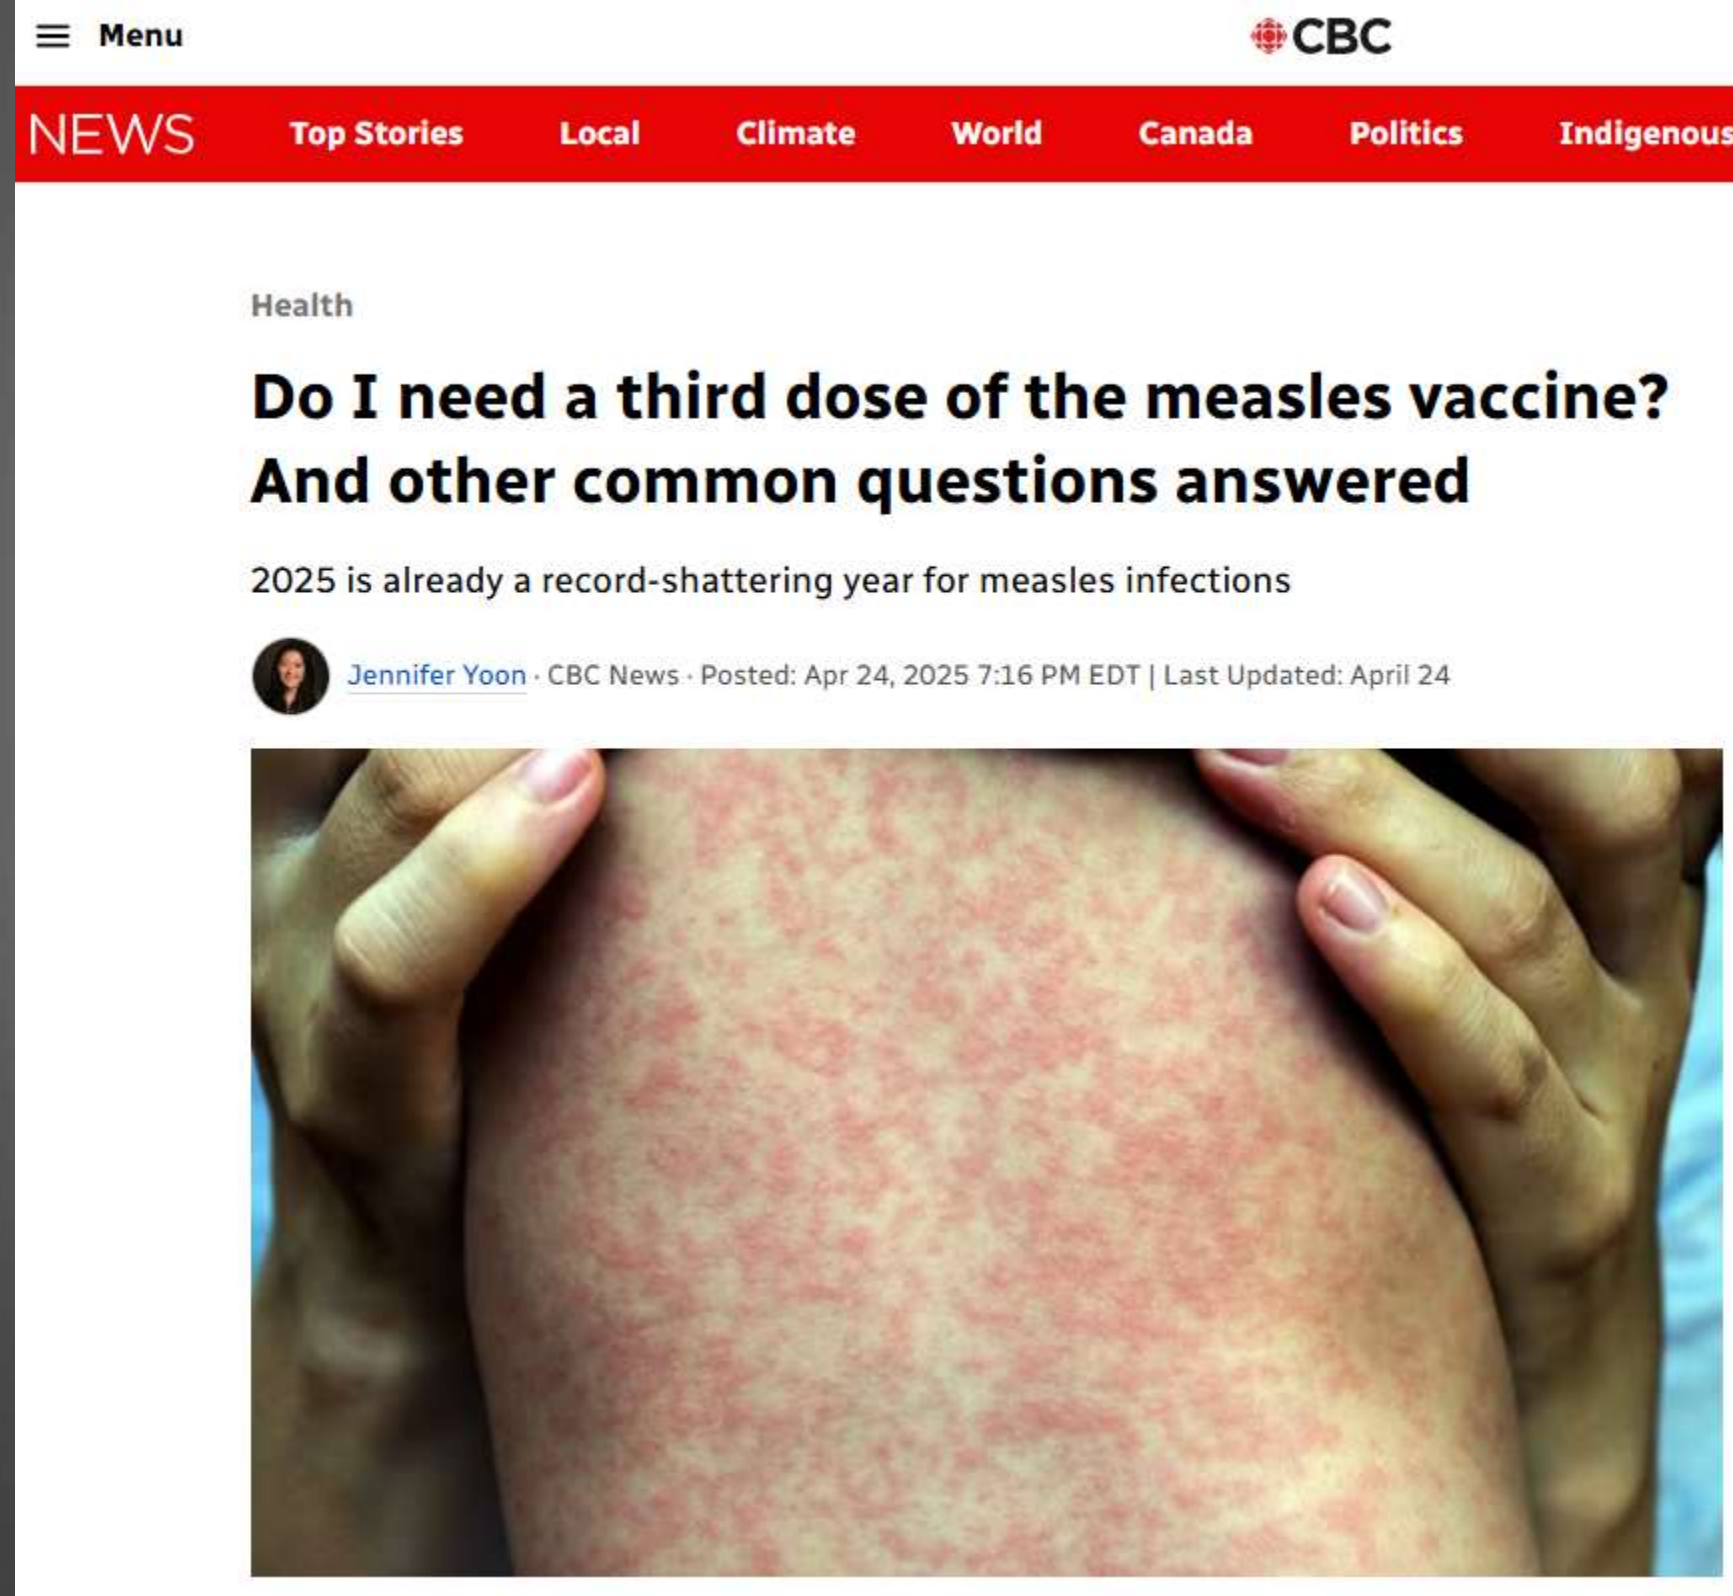 Menu
CBC
NEWS Top Stories Local Climate World Canada Politics Indigenous
Health
Do I need a third dose of the measles vaccine?
And other common questions answered
2025 is already a record-shattering year for measles infections
Jennifer Yoon · CBC News · Posted: Apr 24, 2025 7:16 PM EDT | Last Updated: April 24